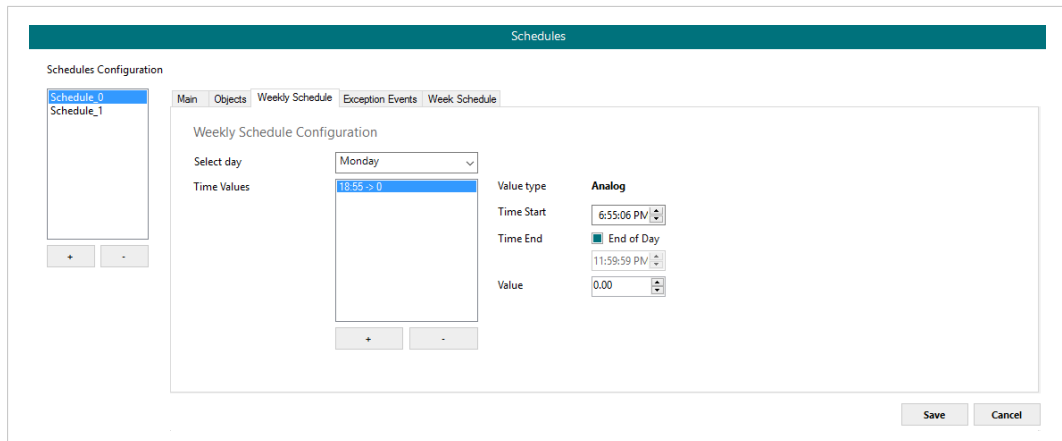 Schedules
Schedules Configuration
Schedule_0
Schedule_1
+ -
Main Objects Weekly Schedule Exception Events Week Schedule
Weekly Schedule Configuration
Select day Monday
Time Values 18:55 -> 0
Value type Analog
Time Start 6:55:06 PM
Time End End of Day
11:59:59 PM
Value 0.00
+ -
Save Cancel